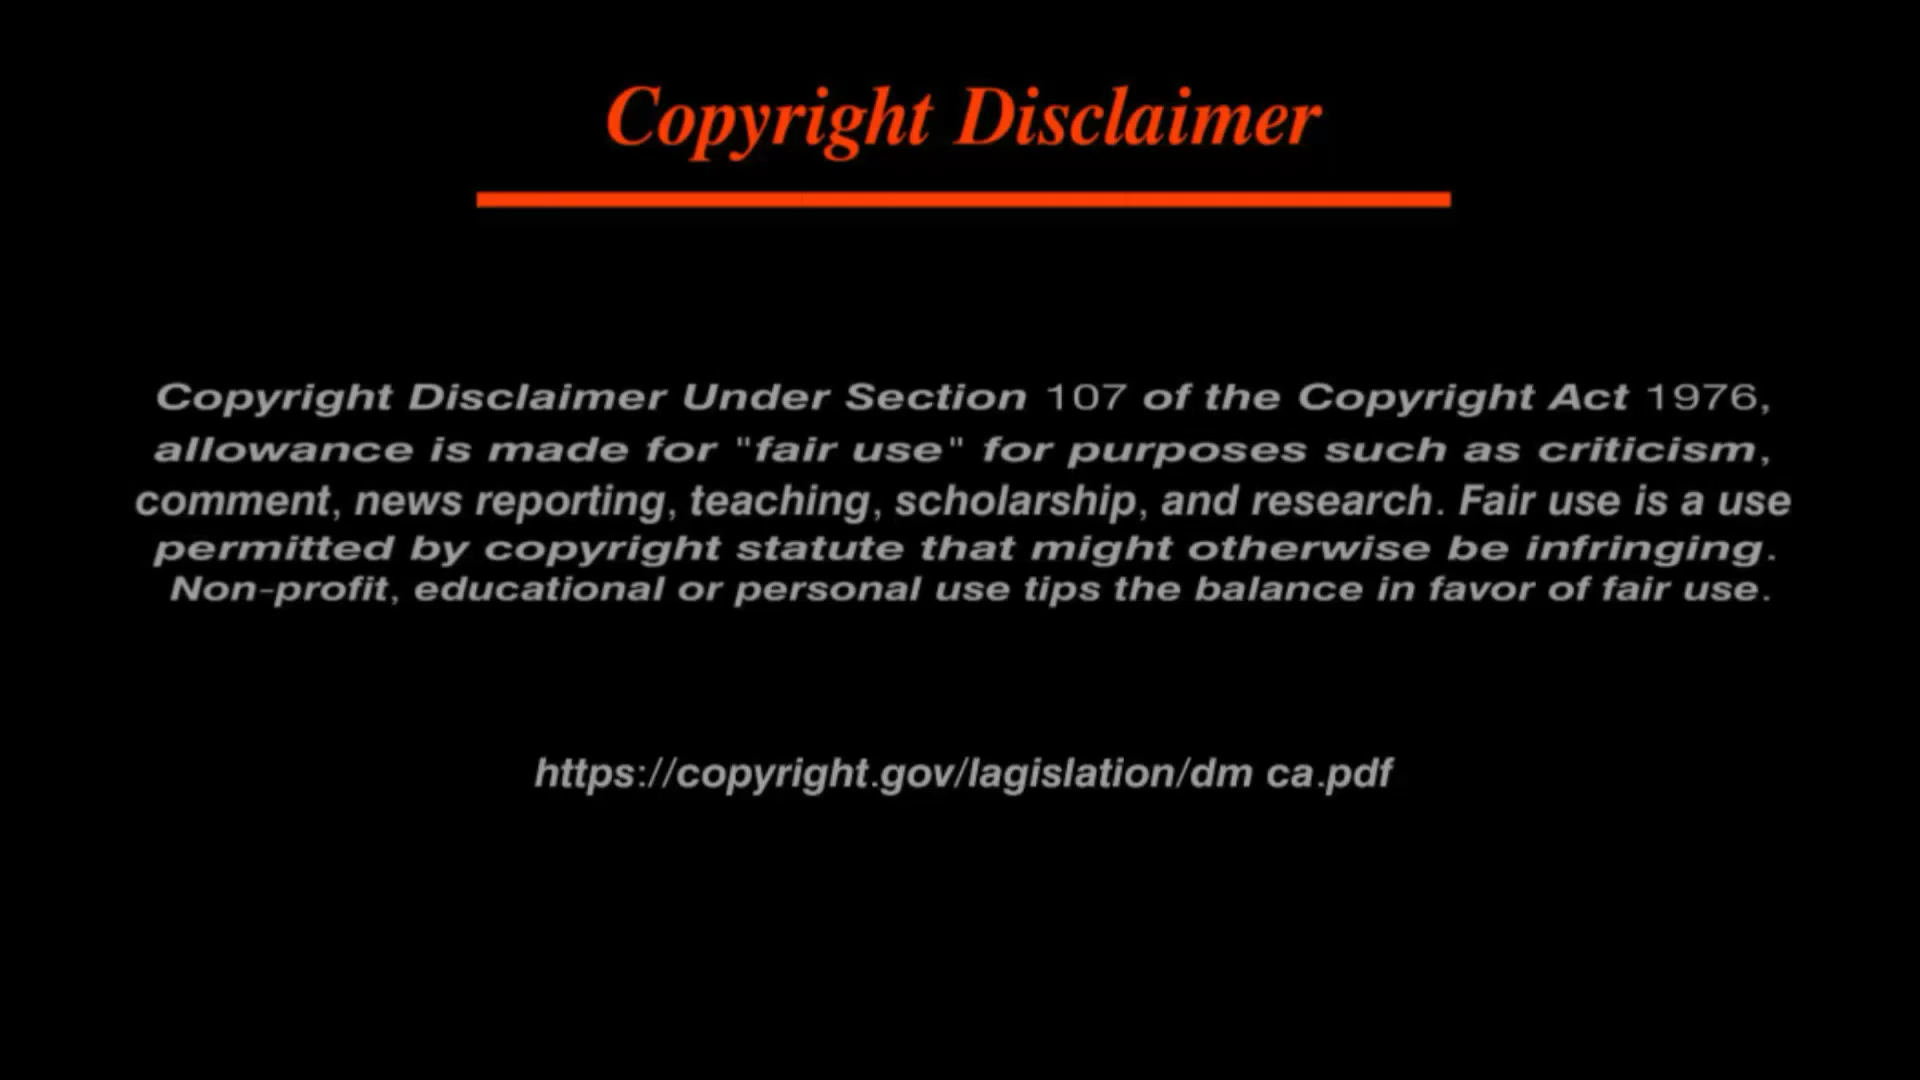 Copyright Disclaimer
Copyright Disclaimer Under Section 107 of the Copyright Act 1976,
allowance is made for "fair use" for purposes such as criticism,
comment, news reporting, teaching, scholarship, and research. Fair use is a use
permitted by copyright statute that might otherwise be infringing.
Non-profit, educational or personal use tips the balance in favor of fair use.
https://copyright.gov/lagislation/dm ca.pdf